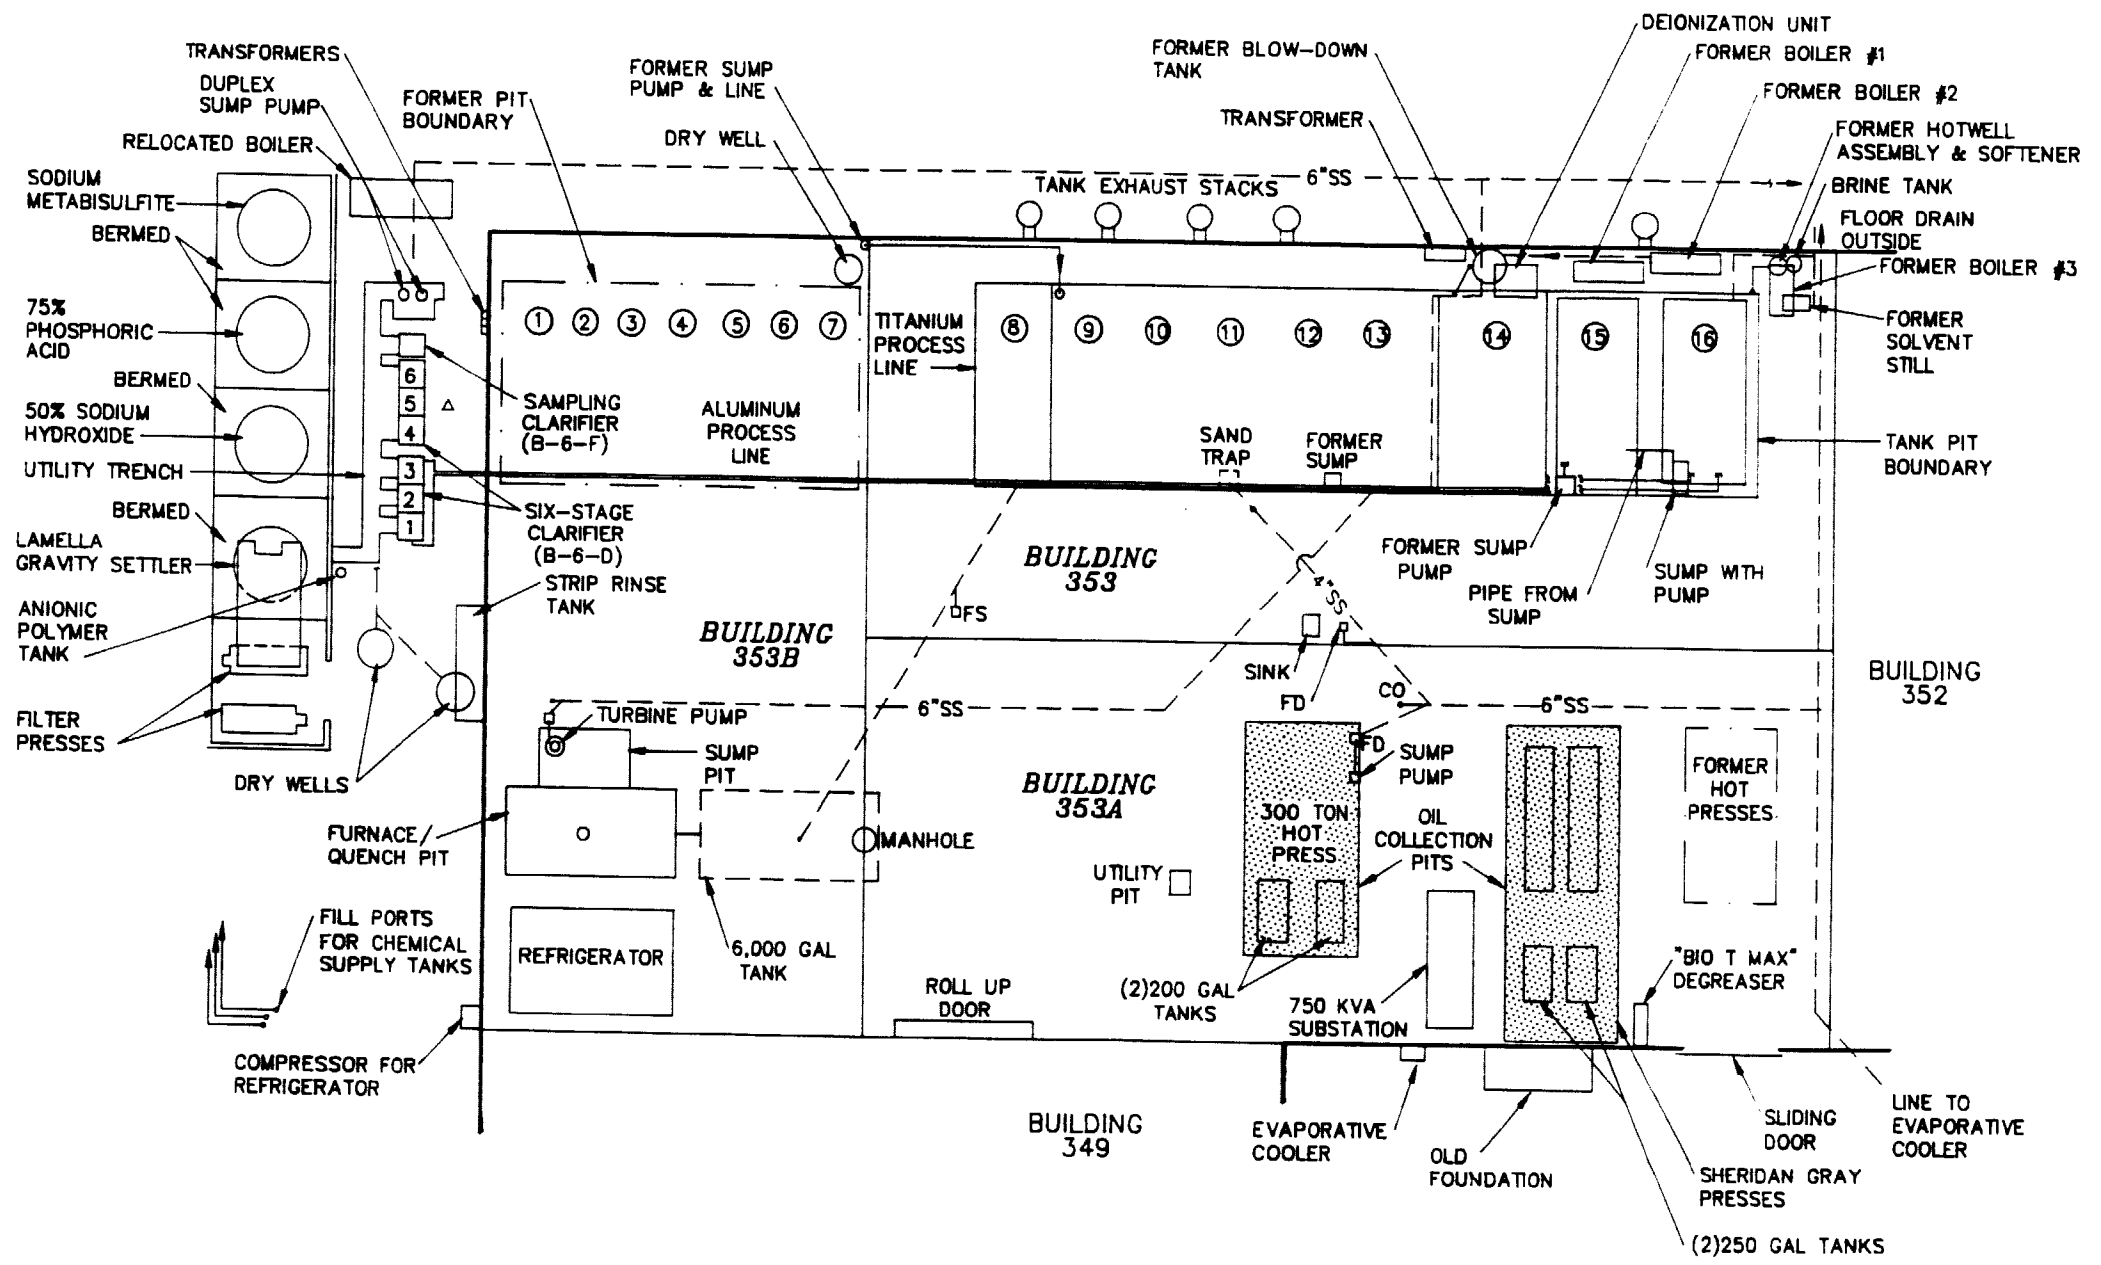 DEIONIZATION UNIT
TRANSFORMERS
FORMER BLOW-DOWN
TANK
FORMER BOILER #1
DUPLEX
SUMP PUMP
FORMER SUMP
PUMP & LINE
FORMER PIT
BOUNDARY
FORMER BOILER #2
RELOCATED BOILER
DRY WELL
TRANSFORMER
FORMER HOTWELL
ASSEMBLY & SOFTENER
SODIUM
METABISULFITE
TANK EXHAUST STACKS
6"SS
BRINE TANK
BERMED
FLOOR DRAIN
OUTSIDE
FORMER BOILER #3
75%
PHOSPHORIC
ACID
1
2
3
4
5
6
7
TITANIUM
PROCESS
LINE
8
9
10
11
12
13
14
15
16
FORMER
SOLVENT
STILL
BERMED
6
5
4
3
2
1
50% SODIUM
HYDROXIDE
SAMPLING
CLARIFIER
(B-6-F)
ALUMINUM
PROCESS
LINE
SAND
TRAP
FORMER
SUMP
TANK PIT
BOUNDARY
UTILITY TRENCH
BERMED
SIX-STAGE
CLARIFIER
(B-6-D)
LAMELLA
GRAVITY SETTLER
BUILDING
353
FORMER SUMP
PUMP
PIPE FROM
SUMP
SUMP WITH
PUMP
STRIP RINSE
TANK
4"SS
ANIONIC
POLYMER
TANK
FS
BUILDING
353B
SINK
FD
CO
BUILDING
352
6"SS
6"SS
FILTER
PRESSES
TURBINE PUMP
SUMP
PIT
FD
SUMP
PUMP
DRY WELLS
BUILDING
353A
FORMER
HOT
PRESSES
300 TON
HOT
PRESS
OIL
COLLECTION
PITS
FURNACE/
QUENCH PIT
MANHOLE
UTILITY
PIT
FILL PORTS
FOR CHEMICAL
SUPPLY TANKS
REFRIGERATOR
6,000 GAL
TANK
"BIO T MAX"
DEGREASER
ROLL UP
DOOR
(2)200 GAL
TANKS
750 KVA
SUBSTATION
COMPRESSOR FOR
REFRIGERATOR
BUILDING
349
EVAPORATIVE
COOLER
OLD
FOUNDATION
SLIDING
DOOR
LINE TO
EVAPORATIVE
COOLER
SHERIDAN GRAY
PRESSES
(2)250 GAL TANKS